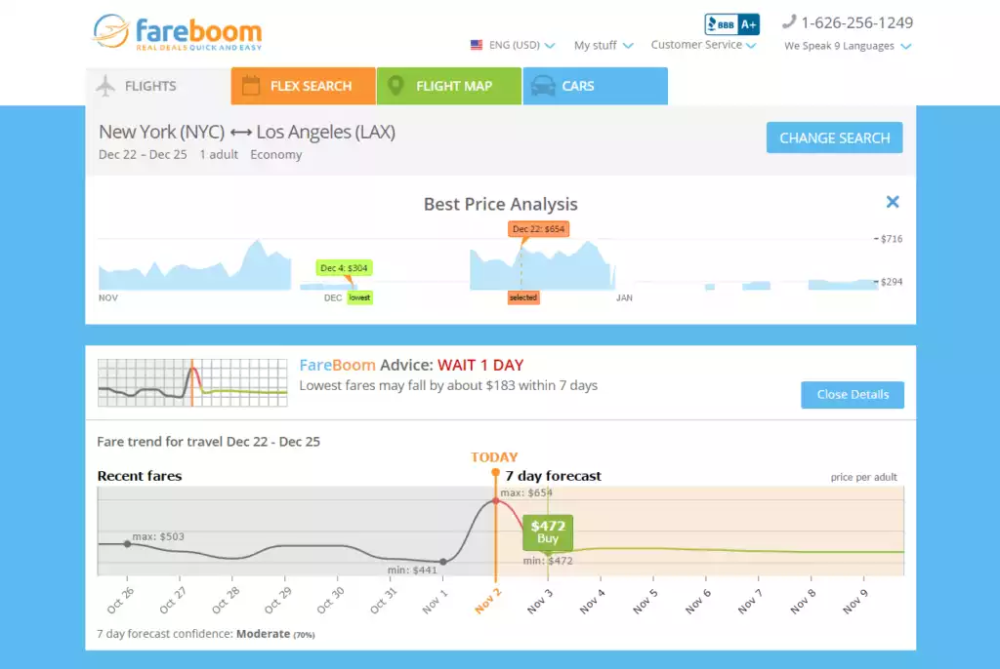 fareboom
REAL DEALS QUICK AND EASY
BBB A+
1-626-256-1249
ENG (USD) My stuff Customer Service We Speak 9 Languages
FLIGHTS FLEX SEARCH FLIGHT MAP CARS
New York (NYC) ⟷ Los Angeles (LAX)
Dec 22 – Dec 25 1 adult Economy
CHANGE SEARCH
Best Price Analysis
Dec 22: $654
$716
Dec 4: $304
$294
NOV DEC lowest selected JAN
FareBoom Advice: WAIT 1 DAY
Lowest fares may fall by about $183 within 7 days
Close Details
Fare trend for travel Dec 22 - Dec 25
TODAY
Recent fares 7 day forecast price per adult
max: $654
max: $503
$472
Buy
min: $441
min: $472
Oct 26 Oct 27 Oct 28 Oct 29 Oct 30 Oct 31 Nov 1 Nov 2 Nov 3 Nov 4 Nov 5 Nov 6 Nov 7 Nov 8 Nov 9
7 day forecast confidence: Moderate (70%)